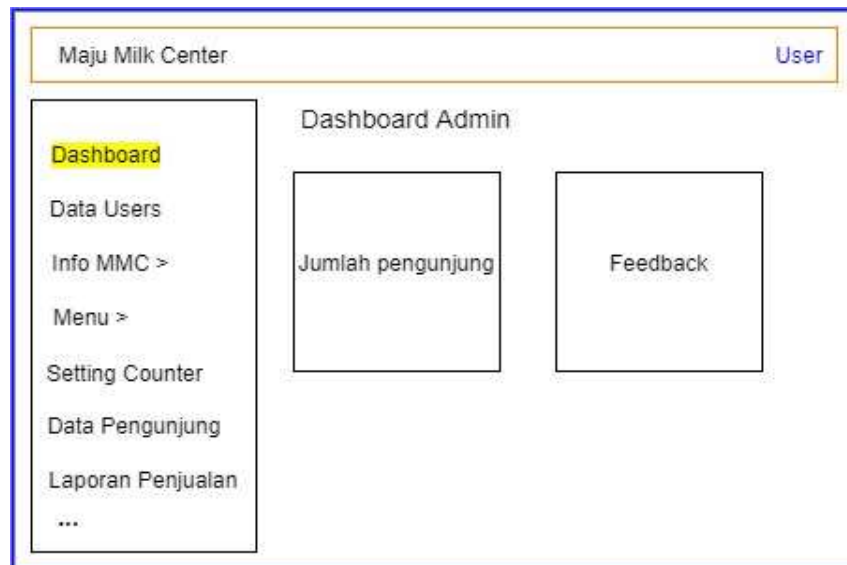 Maju Milk Center
User
Dashboard
Data Users
Info MMC >
Menu >
Setting Counter
Data Pengunjung
Laporan Penjualan
...
Dashboard Admin
Jumlah pengunjung
Feedback